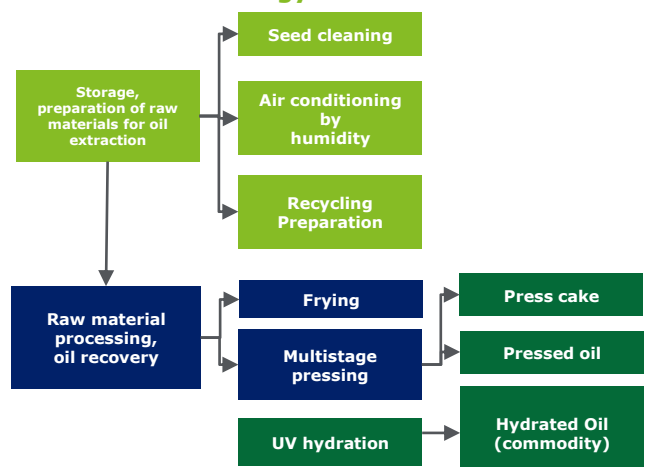 Seed cleaning
Storage,
preparation of raw
materials for oil
extraction
Air conditioning
by
humidity
Recycling
Preparation
Raw material
processing,
oil recovery
Frying
Multistage
pressing
Press cake
Pressed oil
UV hydration
Hydrated Oil
(commodity)